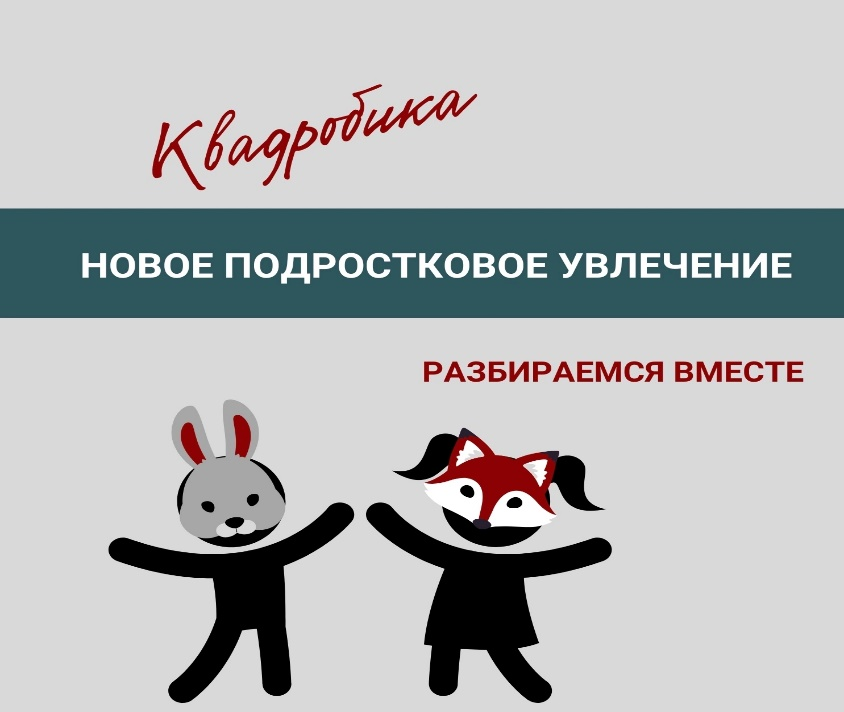 Квадробика
НОВОЕ ПОДРОСТКОВОЕ УВЛЕЧЕНИЕ
РАЗБИРАЕМСЯ ВМЕСТЕ